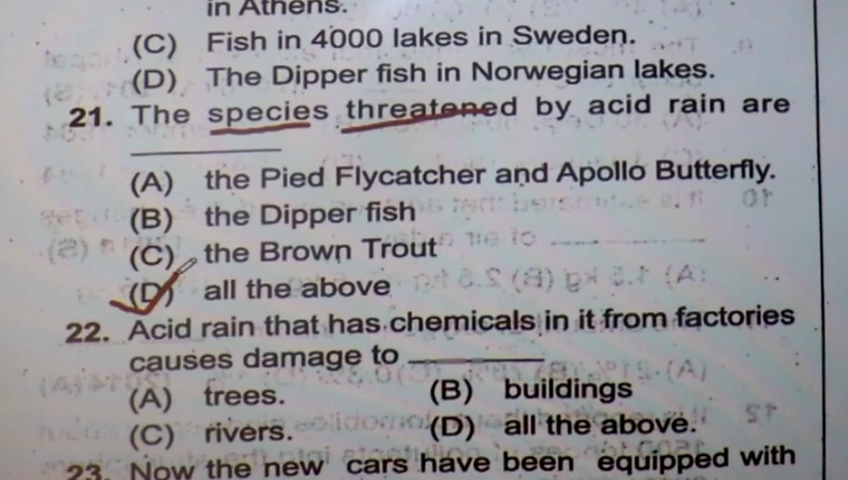 in Athens.
(C) Fish in 4000 lakes in Sweden.
(D) The Dipper fish in Norwegian lakes.
21. The species threatened by acid rain are
____________
(A) the Pied Flycatcher and Apollo Butterfly.
(B) the Dipper fish
(C) the Brown Trout
(D) all the above
22. Acid rain that has chemicals in it from factories
causes damage to ____________
(A) trees. (B) buildings
(C) rivers. (D) all the above.
23. Now the new cars have been equipped with